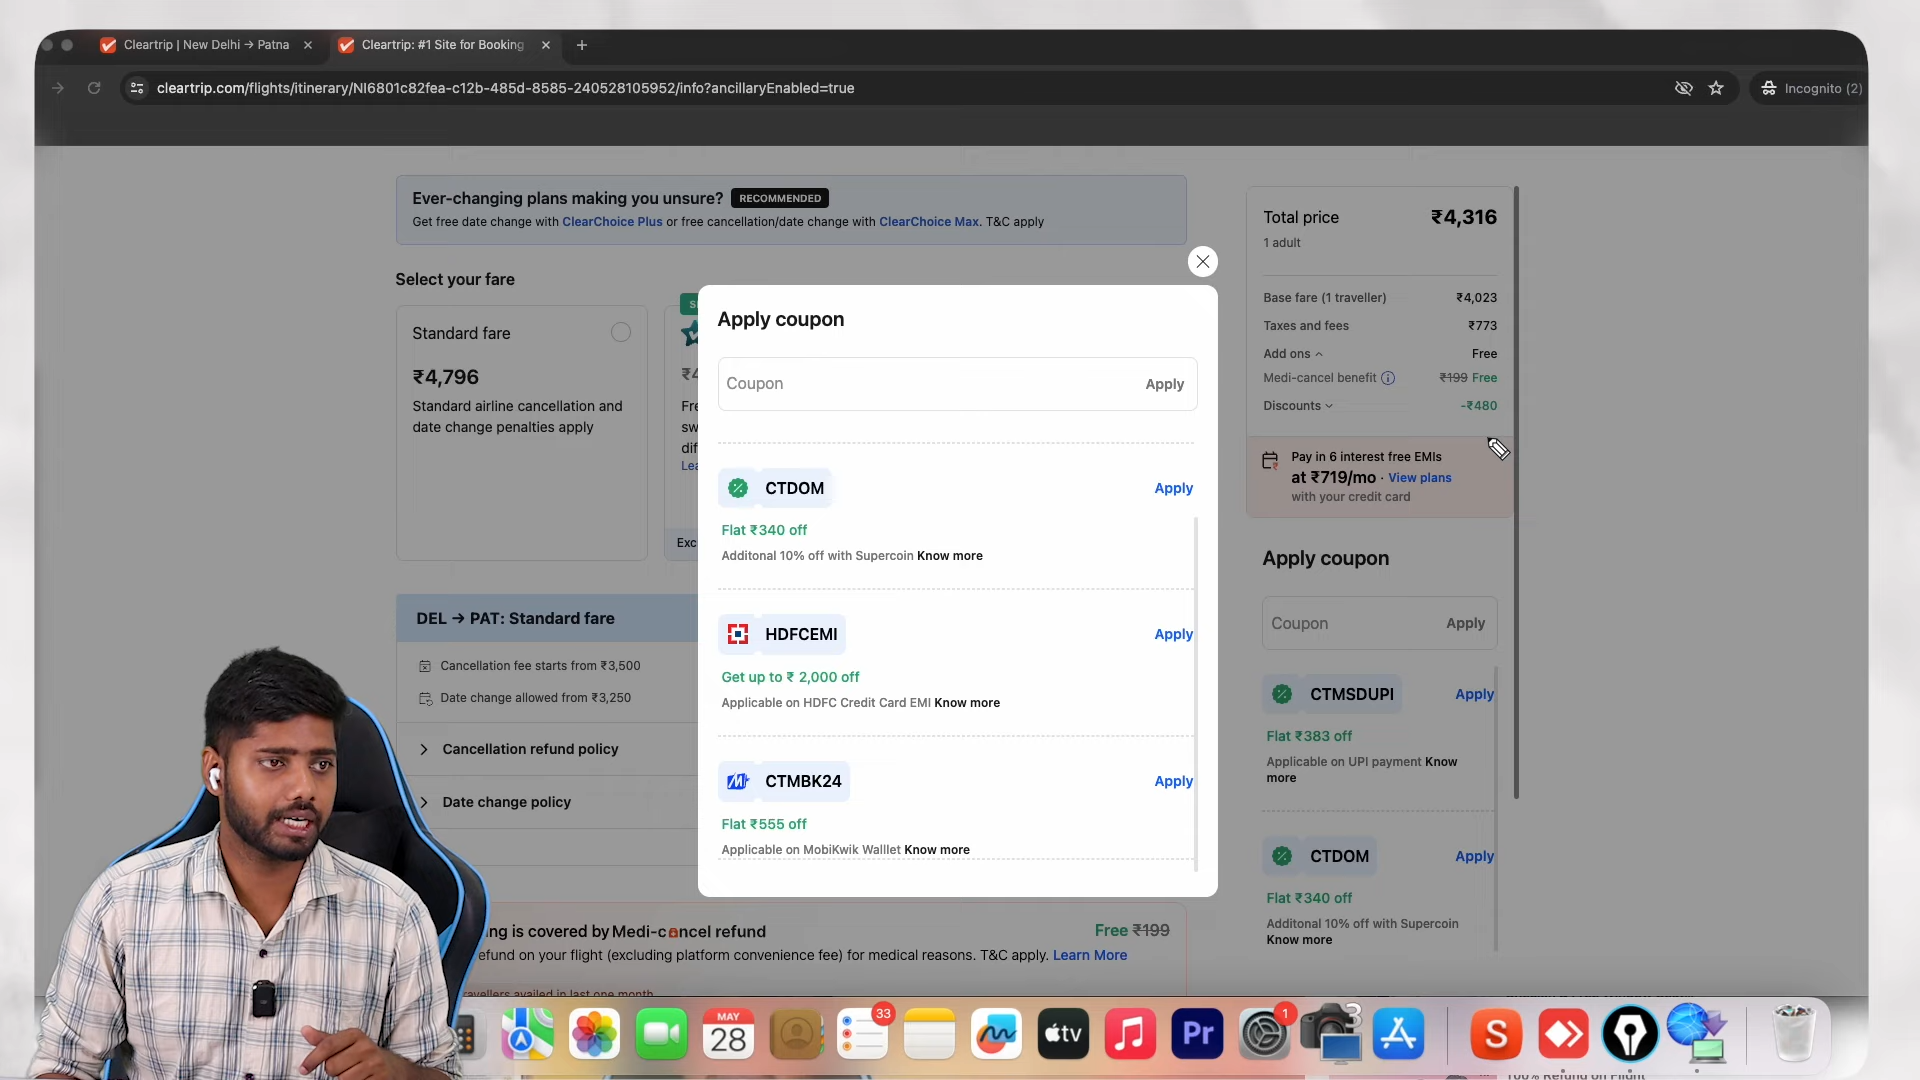 Cleartrip | New Delhi → Patna
Cleartrip: #1 Site for Booking
cleartrip.com/flights/itinerary/NI6801c82fea-c12b-485d-8585-240528105952/info?ancillaryEnabled=true
Incognito (2)
Ever-changing plans making you unsure? RECOMMENDED
Get free date change with ClearChoice Plus or free cancellation/date change with ClearChoice Max. T&C apply
Select your fare
Standard fare
₹4,796
Standard airline cancellation and
date change penalties apply
DEL → PAT: Standard fare
Cancellation fee starts from ₹3,500
Date change allowed from ₹3,250
Cancellation refund policy
Date change policy
Apply coupon
Coupon Apply
CTDOM Apply
Flat ₹340 off
Additonal 10% off with Supercoin Know more
HDFCEMI Apply
Get up to ₹ 2,000 off
Applicable on HDFC Credit Card EMI Know more
CTMBK24 Apply
Flat ₹555 off
Applicable on MobiKwik Walllet Know more
Total price ₹4,316
1 adult
Base fare (1 traveller) ₹4,023
Taxes and fees ₹773
Add ons Free
Medi-cancel benefit ₹199 Free
Discounts -₹480
Pay in 6 interest free EMIs
at ₹719/mo · View plans
with your credit card
Apply coupon
Coupon Apply
CTMSDUPI Apply
Flat ₹383 off
Applicable on UPI payment Know
more
CTDOM Apply
Flat ₹340 off
Additonal 10% off with Supercoin
Know more
is covered by Medi-cancel refund Free ₹199
on your flight (excluding platform convenience fee) for medical reasons. T&C apply. Learn More
availed in last one month
MAY
28
33
tv
Pr
1
3
S